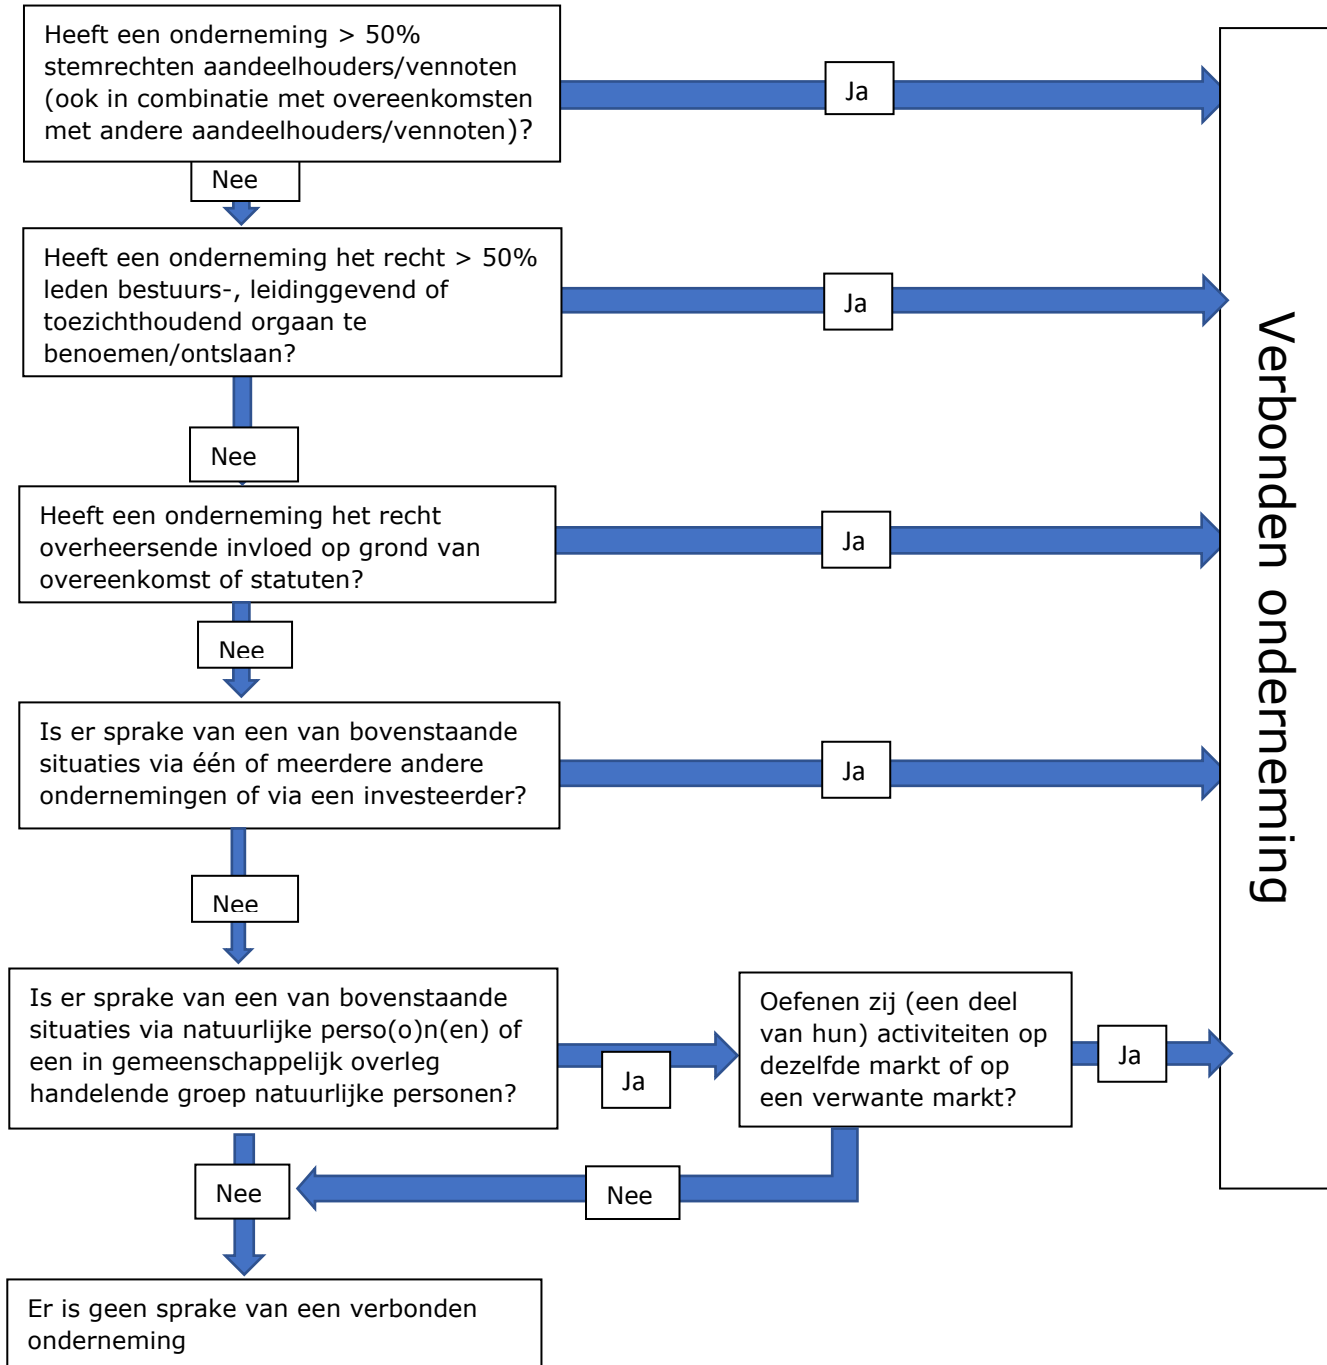 Heeft een onderneming > 50%
stemrechten aandeelhouders/vennoten
(ook in combinatie met overeenkomsten
met andere aandeelhouders/vennoten)?
Ja
Nee
Heeft een onderneming het recht > 50%
leden bestuurs-, leidinggevend of
toezichthoudend orgaan te
benoemen/ontslaan?
Ja
Nee
Heeft een onderneming het recht
overheersende invloed op grond van
overeenkomst of statuten?
Ja
Nee
Is er sprake van een van bovenstaande
situaties via één of meerdere andere
ondernemingen of via een investeerder?
Ja
Nee
Is er sprake van een van bovenstaande
situaties via natuurlijke perso(o)n(en) of
een in gemeenschappelijk overleg
handelende groep natuurlijke personen?
Ja
Oefenen zij (een deel
van hun) activiteiten op
dezelfde markt of op
een verwante markt?
Ja
Nee
Nee
Er is geen sprake van een verbonden
onderneming
Verbonden onderneming